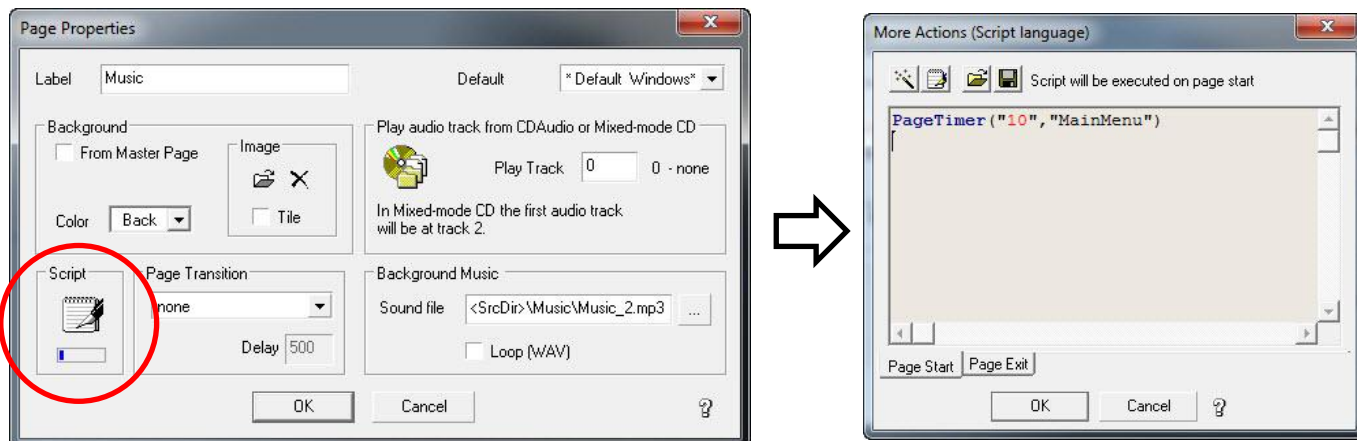 Page Properties
Label Music Default * Default Windows*
Background
From Master Page
Image
Tile
Color Back
Play audio track from CDAudio or Mixed-mode CD
Play Track 0 0 - none
In Mixed-mode CD the first audio track
will be at track 2.
Script
Page Transition
none
Delay 500
Background Music
Sound file <SrcDir>\Music\Music_2.mp3 ...
Loop (WAV)
OK Cancel ?
More Actions (Script language)
Script will be executed on page start
PageTimer("10","MainMenu")
Page Start Page Exit
OK Cancel ?